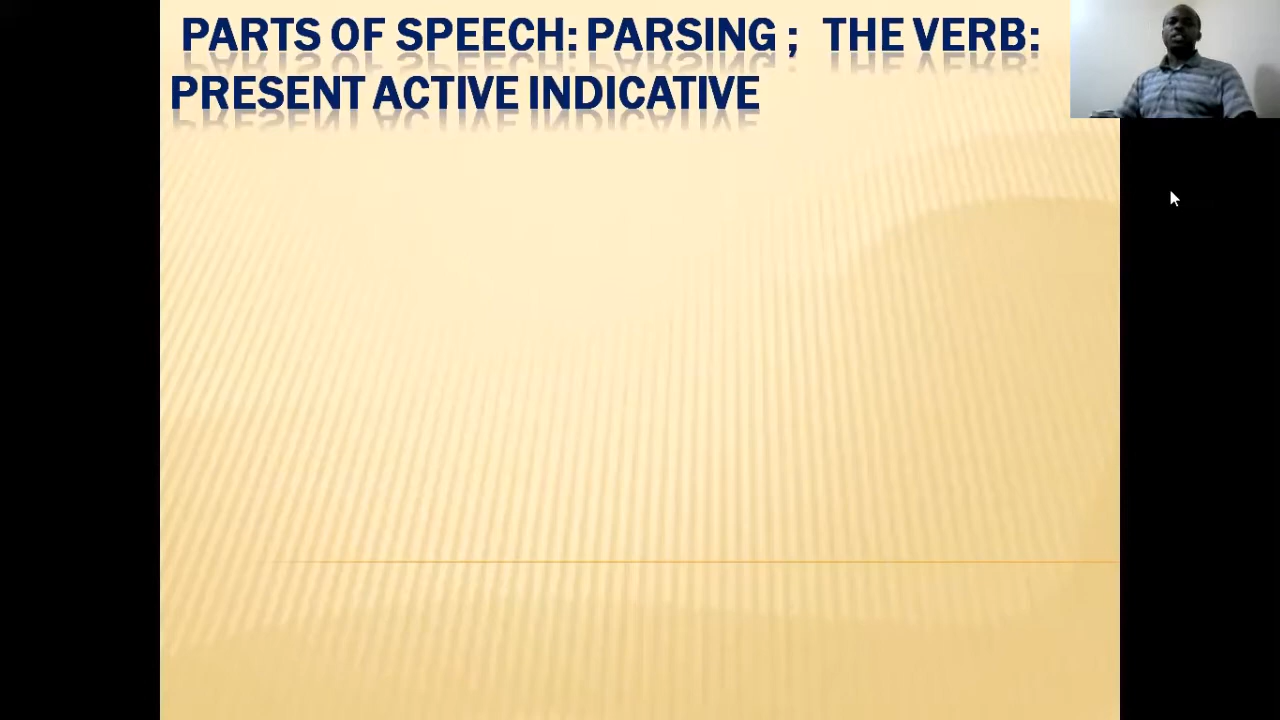 PARTS OF SPEECH: PARSING ; THE VERB:
PRESENT ACTIVE INDICATIVE